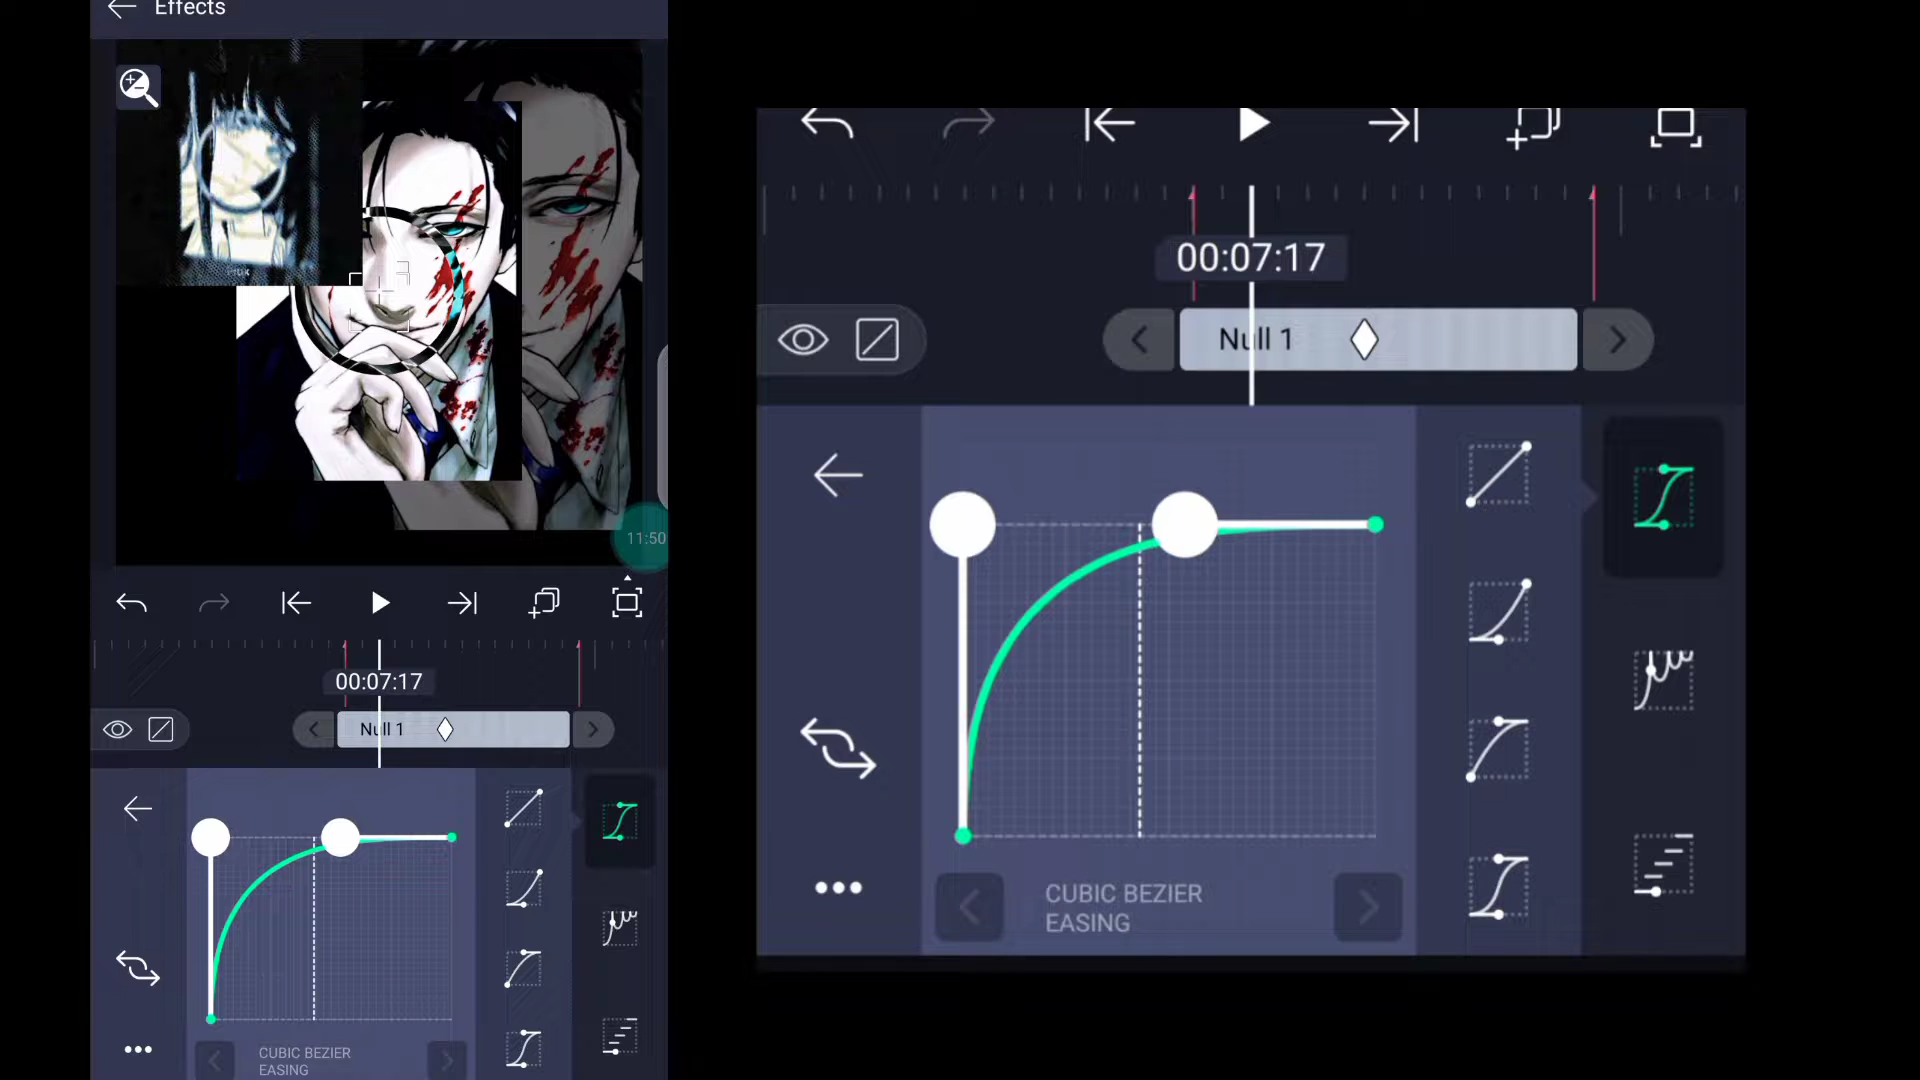 Effects
11:50
00:07:17
Null 1
CUBIC BEZIER
EASING
00:07:17
Null 1
CUBIC BEZIER
EASING